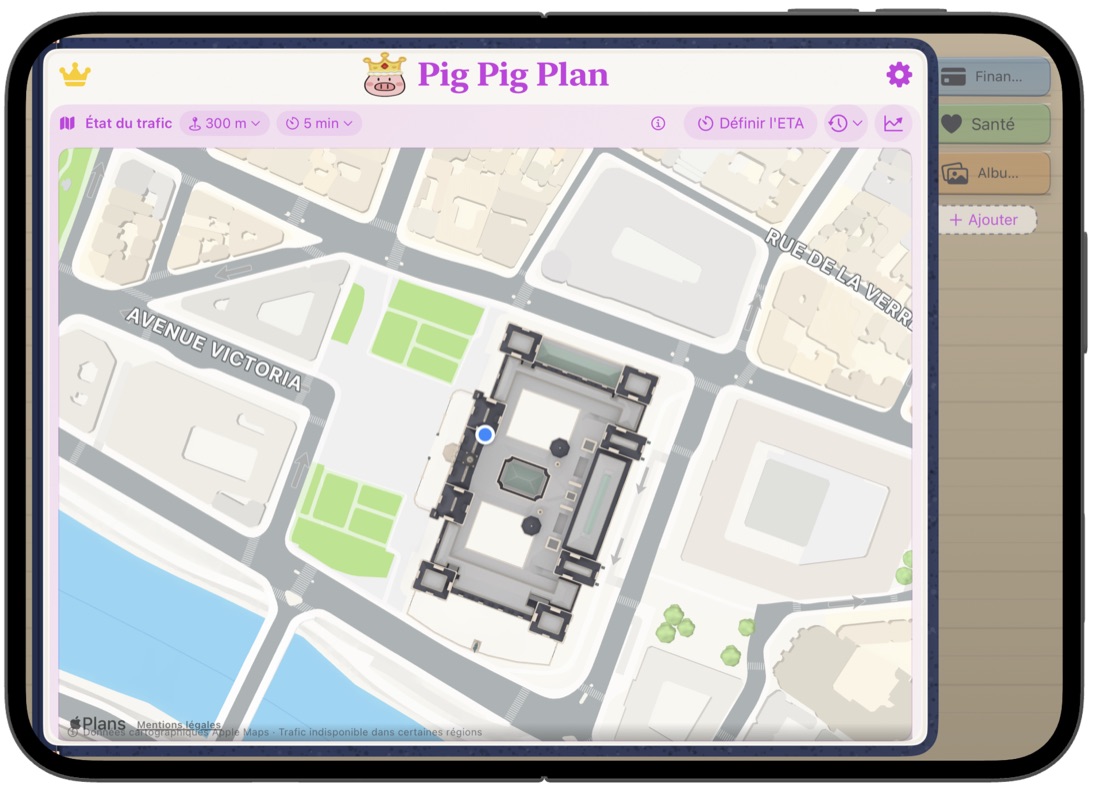 Pig Pig Plan
Finan...
Santé
Albu...
+ Ajouter
État du trafic
300 m
5 min
Définir l'ETA
RUE DE LA VERR
AVENUE VICTORIA
Plans
Mentions légales
Données cartographiques Apple Maps · Trafic indisponible dans certaines régions